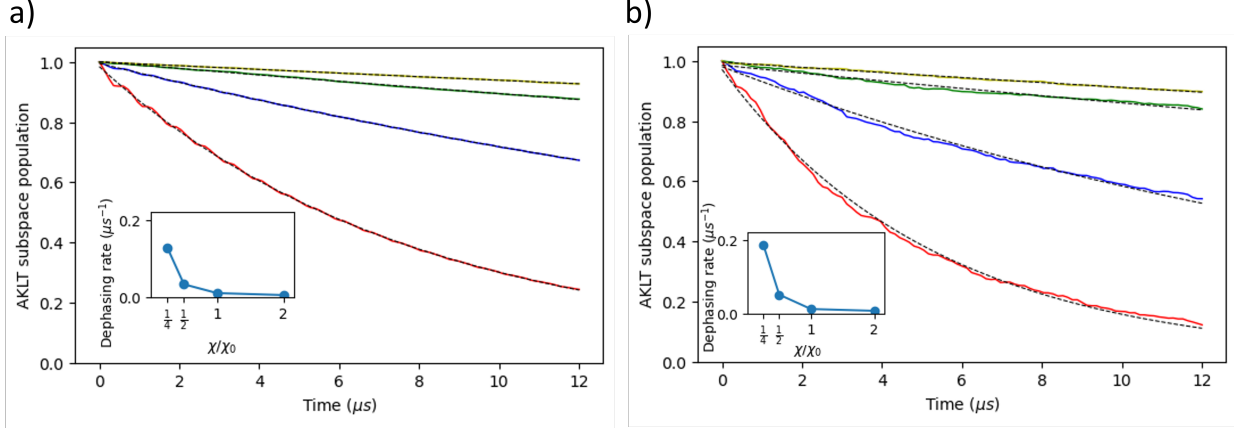 a)
AKLT subspace population
1.0
0.8
0.6
0.4
0.2
0.0
Dephasing rate (μs⁻¹)
0.2
0.0
1/4 1/2 1 2
χ/χ₀
0 2 4 6 8 10 12
Time (μs)
b)
AKLT subspace population
1.0
0.8
0.6
0.4
0.2
0.0
Dephasing rate (μs⁻¹)
0.2
0.0
1/4 1/2 1 2
χ/χ₀
0 2 4 6 8 10 12
Time (μs)